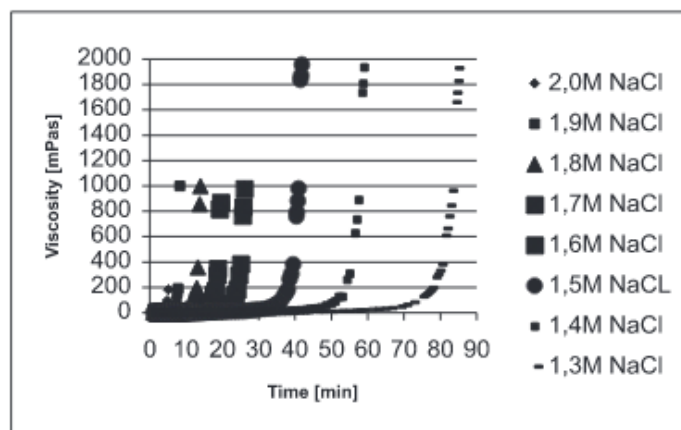 2000
1800
1600
1400
1200
1000
800
600
400
200
0
Viscosity [mPas]
0 10 20 30 40 50 60 70 80 90
Time [min]
2,0M NaCl
1,9M NaCl
1,8M NaCl
1,7M NaCl
1,6M NaCl
1,5M NaCL
1,4M NaCl
1,3M NaCl